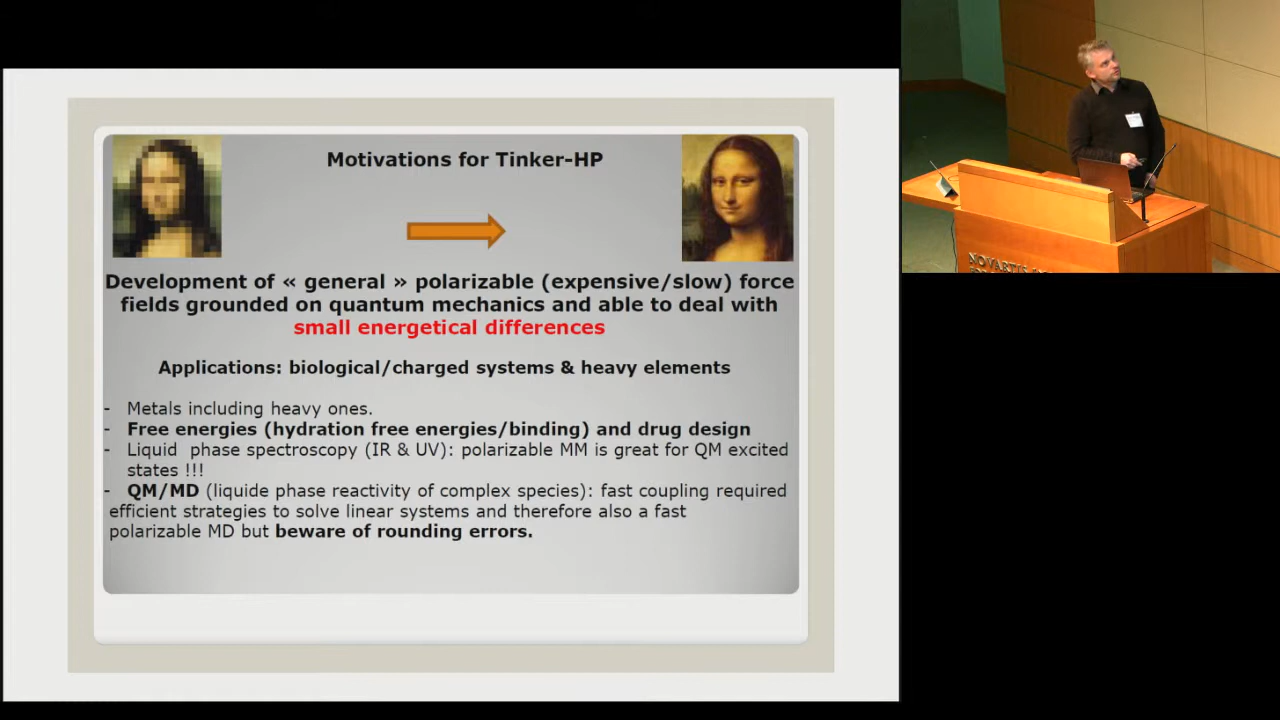 Motivations for Tinker-HP
Development of « general » polarizable (expensive/slow) force
fields grounded on quantum mechanics and able to deal with
small energetical differences
Applications: biological/charged systems & heavy elements
- Metals including heavy ones.
- Free energies (hydration free energies/binding) and drug design
- Liquid phase spectroscopy (IR & UV): polarizable MM is great for QM excited
states !!!
- QM/MD (liquide phase reactivity of complex species): fast coupling required
efficient strategies to solve linear systems and therefore also a fast
polarizable MD but beware of rounding errors.
NOVARTIS